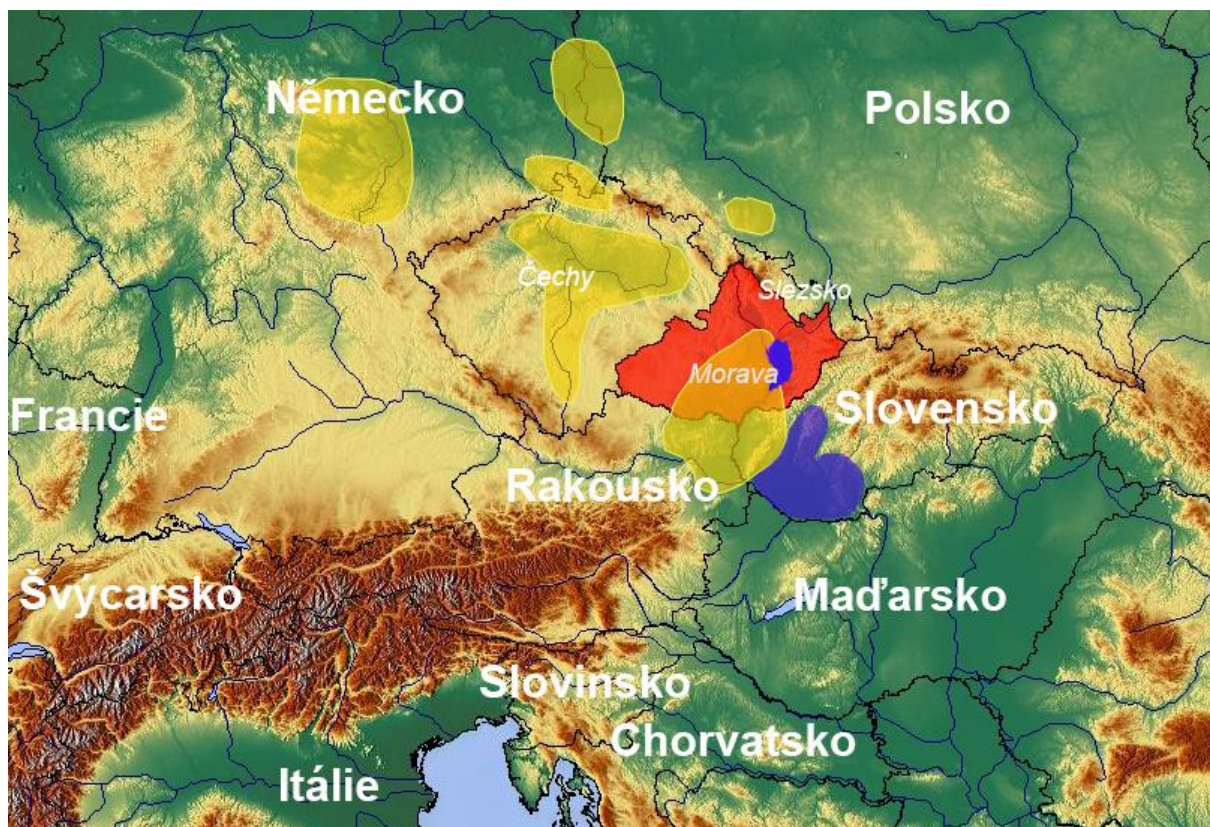 Německo
Polsko
Čechy
Slezsko
Morava
Francie
Slovensko
Rakousko
Švýcarsko
Maďarsko
Slovinsko
Chorvatsko
Itálie